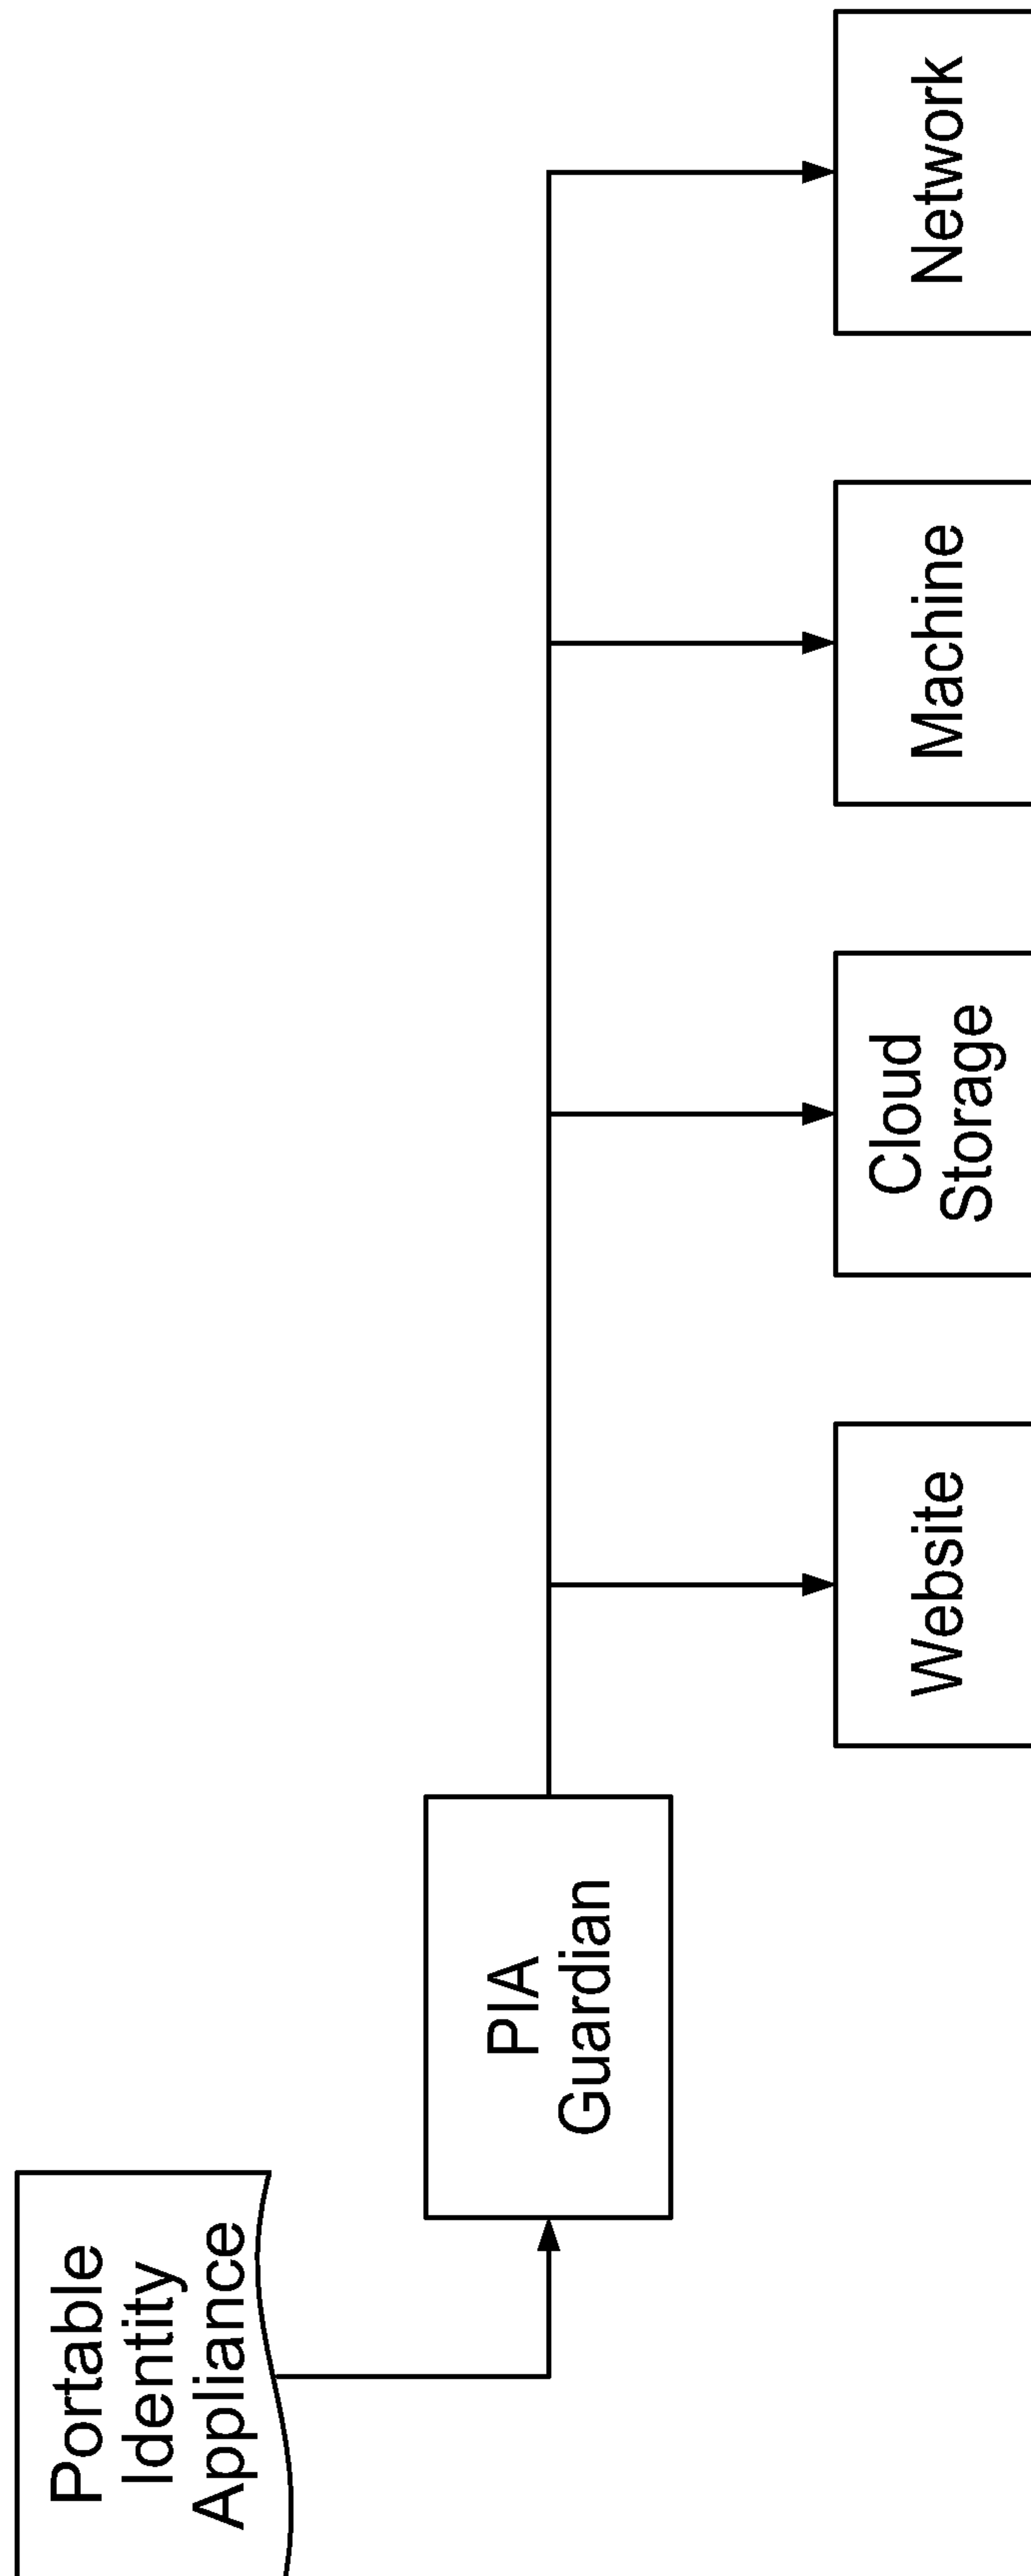 Portable
Identity
Appliance
PIA
Guardian
Website
Cloud
Storage
Machine
Network